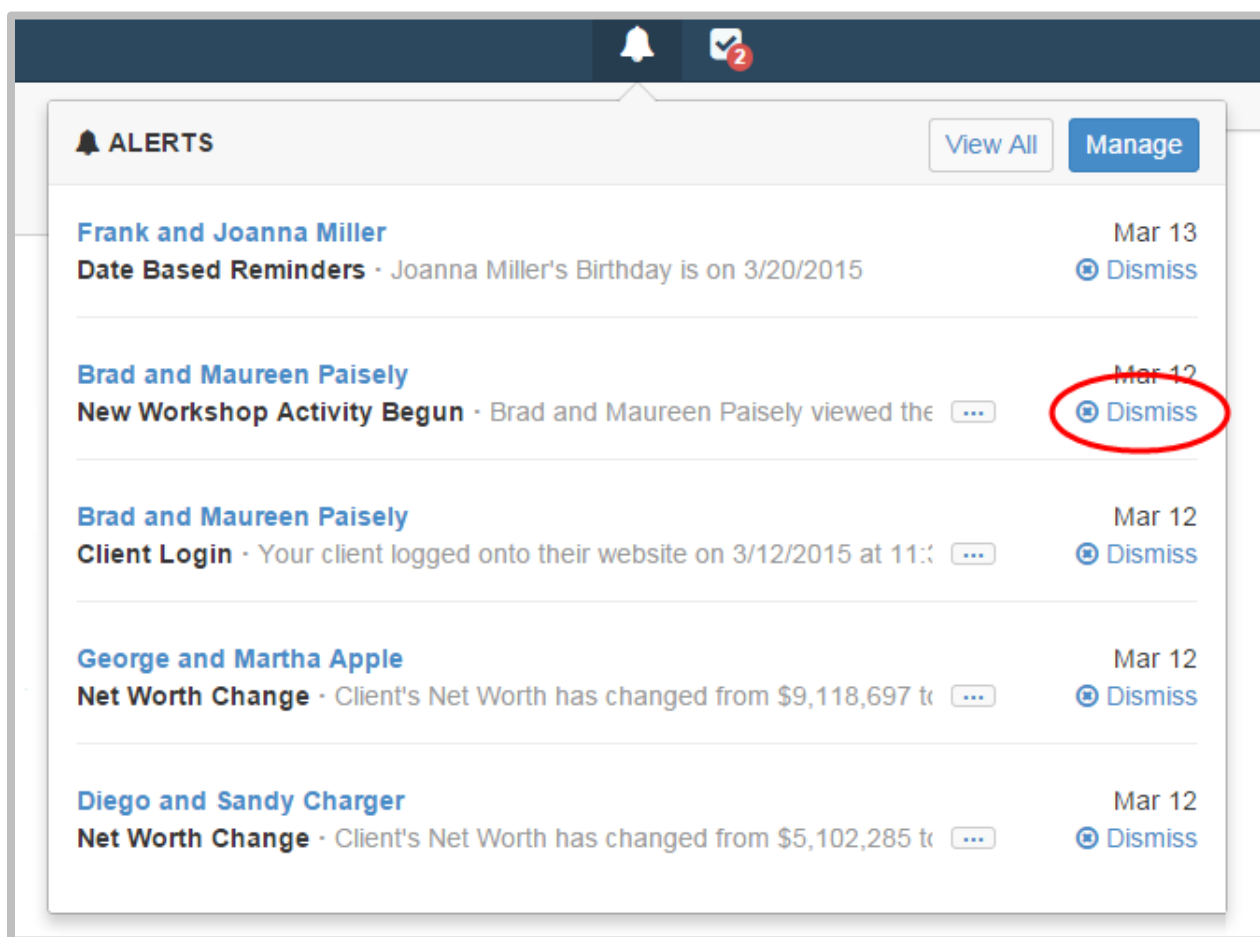 2
ALERTS View All Manage
Frank and Joanna Miller Mar 13
Date Based Reminders · Joanna Miller's Birthday is on 3/20/2015 Dismiss
Brad and Maureen Paisely Mar 12
New Workshop Activity Begun · Brad and Maureen Paisely viewed the ... Dismiss
Brad and Maureen Paisely Mar 12
Client Login · Your client logged onto their website on 3/12/2015 at 11: ... Dismiss
George and Martha Apple Mar 12
Net Worth Change · Client's Net Worth has changed from $9,118,697 ... Dismiss
Diego and Sandy Charger Mar 12
Net Worth Change · Client's Net Worth has changed from $5,102,285 ... Dismiss